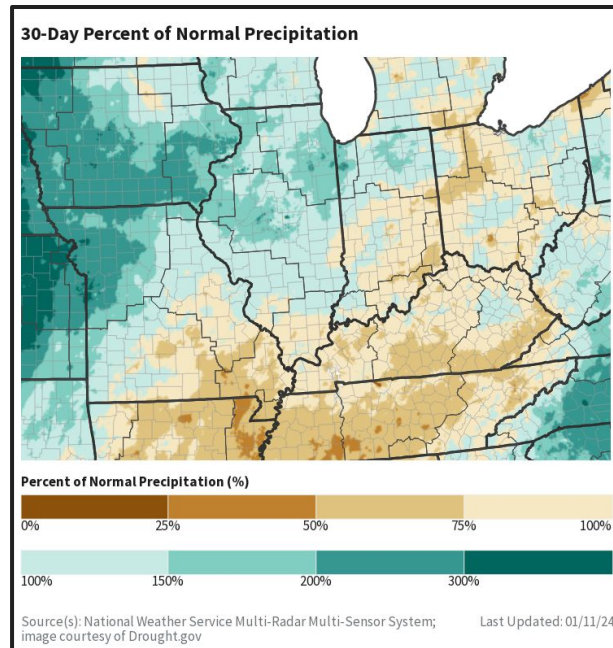 30-Day Percent of Normal Precipitation
Percent of Normal Precipitation (%)
0% 25% 50% 75% 100%
100% 150% 200% 300%
Source(s): National Weather Service Multi-Radar Multi-Sensor System; Last Updated: 01/11/24
image courtesy of Drought.gov